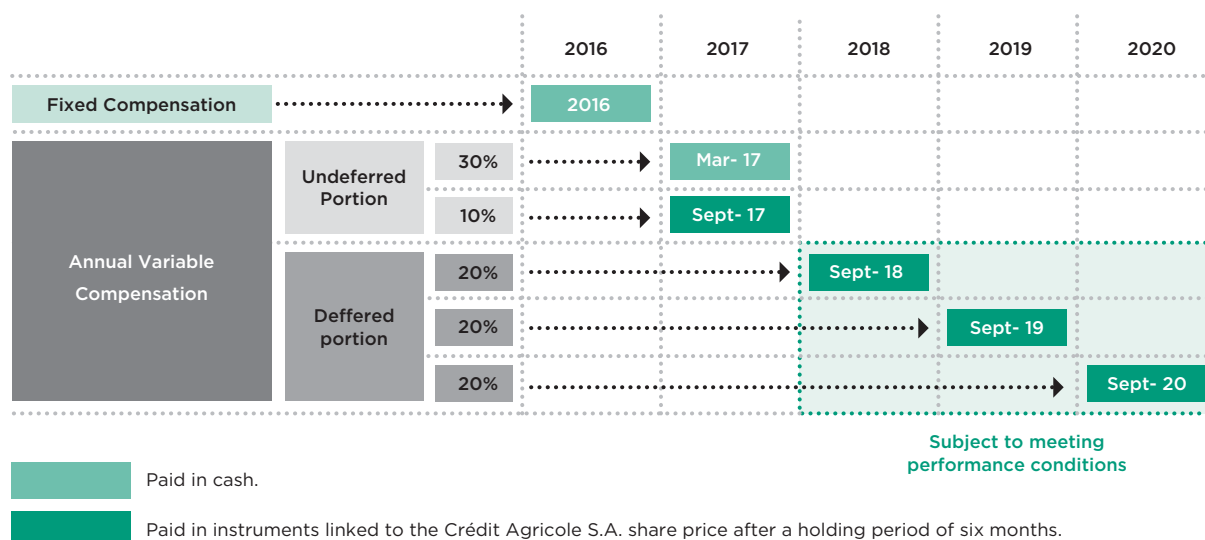 2016 2017 2018 2019 2020
Fixed Compensation 2016
Undeferred
Portion
30% Mar- 17
10% Sept- 17
Annual Variable
Compensation
Deffered
portion
20% Sept- 18
20% Sept- 19
20% Sept- 20
Subject to meeting
performance conditions
Paid in cash.
Paid in instruments linked to the Crédit Agricole S.A. share price after a holding period of six months.